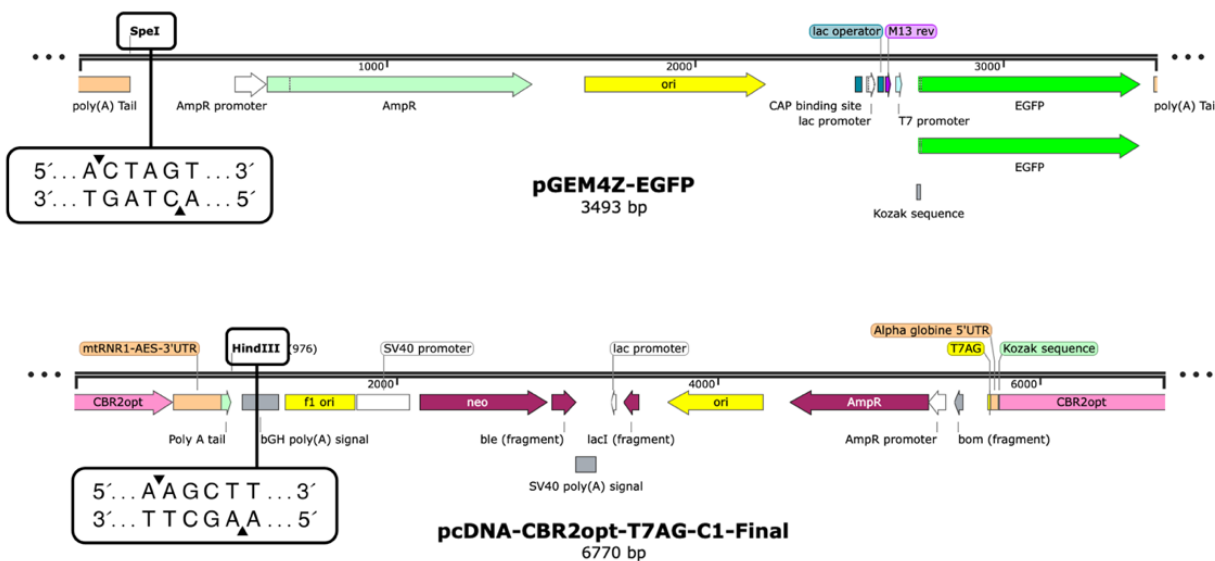 SpeI
lac operator
M13 rev
1000
2000
3000
poly(A) Tail
AmpR promoter
AmpR
ori
CAP binding site
lac promoter
T7 promoter
EGFP
poly(A) Tai
EGFP
Kozak sequence
5´... A C T A G T ... 3´
3´... T G A T C A ... 5´
pGEM4Z-EGFP
3493 bp
Alpha globine 5'UTR
mtRNR1-AES-3'UTR
HindIII (976)
SV40 promoter
lac promoter
T7AG
Kozak sequence
2000
4000
6000
CBR2opt
f1 ori
neo
ori
AmpR
CBR2opt
Poly A tail
bGH poly(A) signal
ble (fragment)
lacI (fragment)
AmpR promoter
bom (fragment)
SV40 poly(A) signal
5´... A A G C T T ... 3´
3´... T T C G A A ... 5´
pcDNA-CBR2opt-T7AG-C1-Final
6770 bp